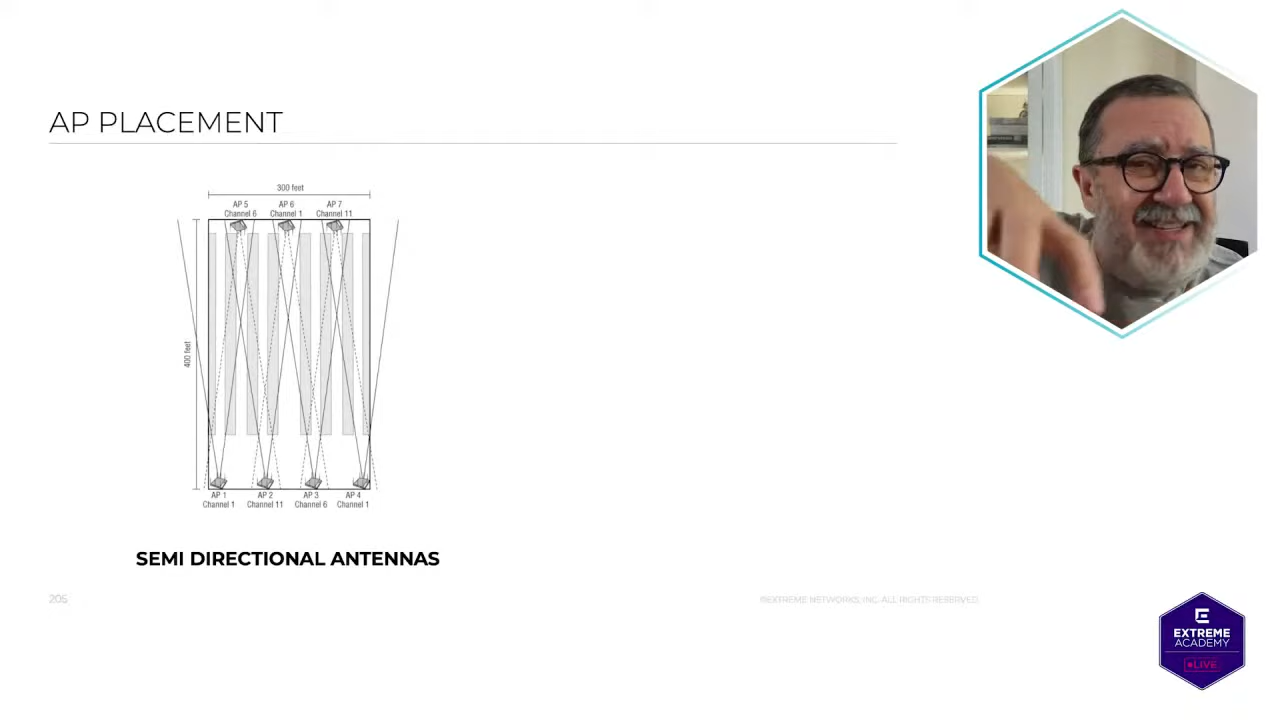 AP PLACEMENT
300 feet
AP 5
Channel 6
AP 6
Channel 1
AP 7
Channel 11
400 feet
AP 1
Channel 1
AP 2
Channel 11
AP 3
Channel 6
AP 4
Channel 1
SEMI DIRECTIONAL ANTENNAS
205
©EXTREME NETWORKS, INC. ALL RIGHTS RESERVED
EXTREME
ACADEMY
LIVE